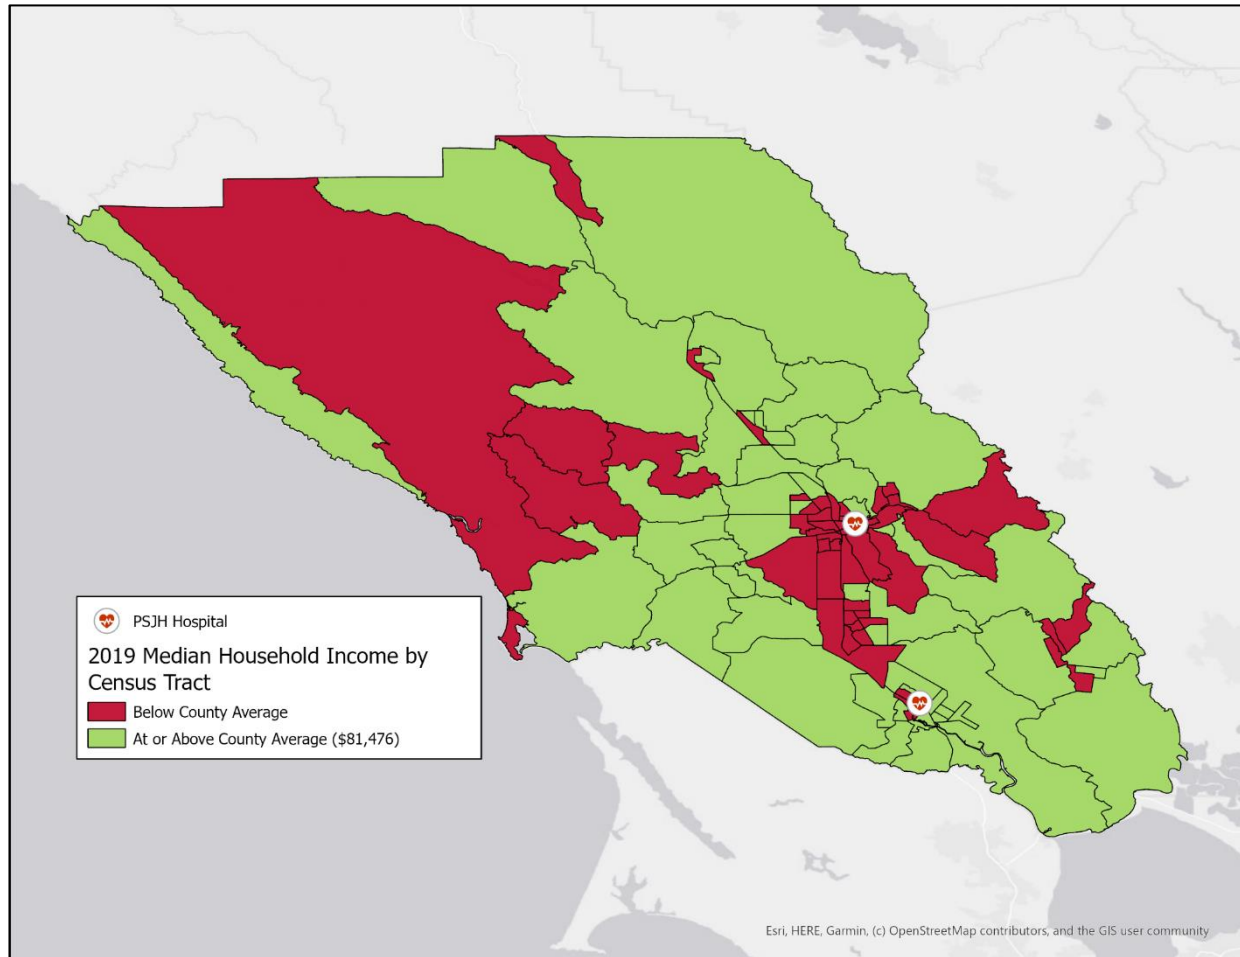 PSJH Hospital
2019 Median Household Income by
Census Tract
Below County Average
At or Above County Average ($81,476)
Esri, HERE, Garmin, (c) OpenStreetMap contributors, and the GIS user community